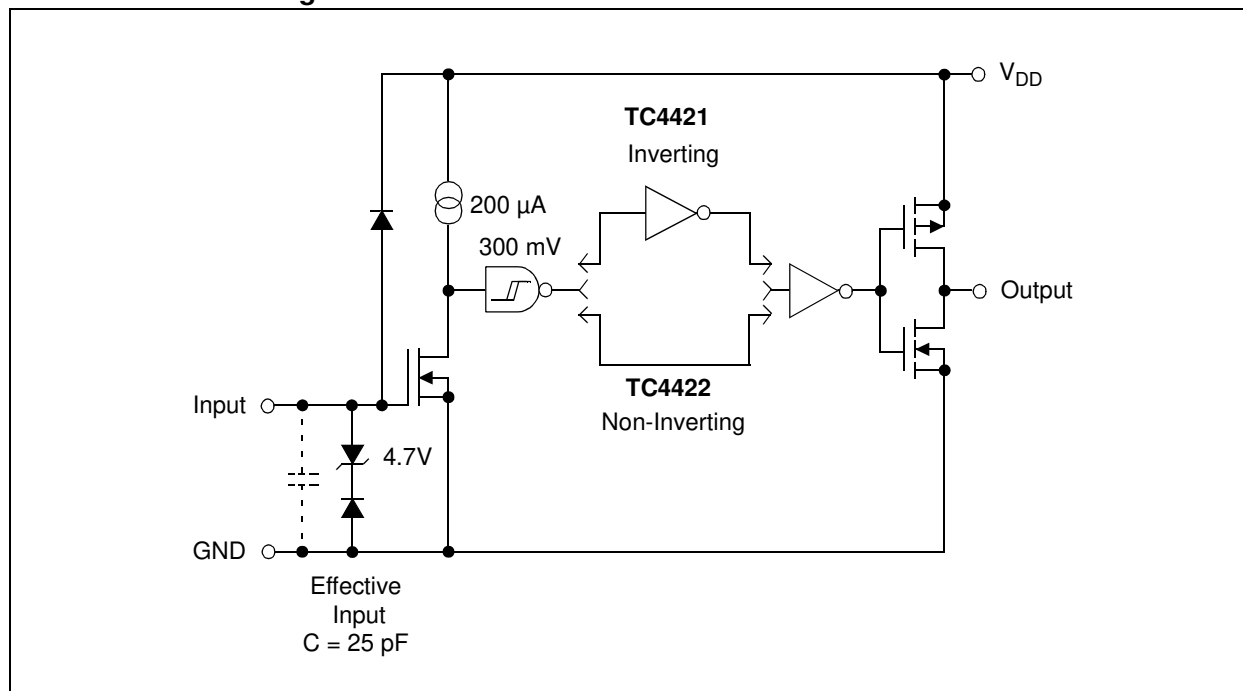 V_DD
TC4421
Inverting
200 µA
300 mV
Output
TC4422
Non-Inverting
Input
4.7V
GND
Effective
Input
C = 25 pF